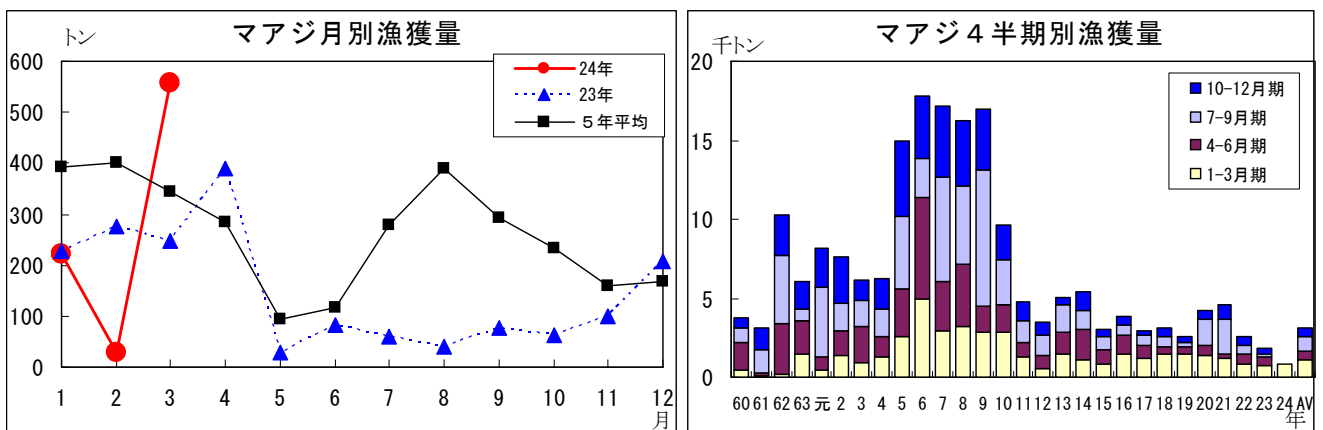 マアジ月別漁獲量
トン
600
500
400
300
200
100
0
24年
23年
５年平均
1 2 3 4 5 6 7 8 9 10 11 12
月
マアジ４半期別漁獲量
千トン
20
15
10
5
0
10-12月期
7-9月期
4-6月期
1-3月期
60 61 62 63 元 2 3 4 5 6 7 8 9 10 11 12 13 14 15 16 17 18 19 20 21 22 23 24 AV
年